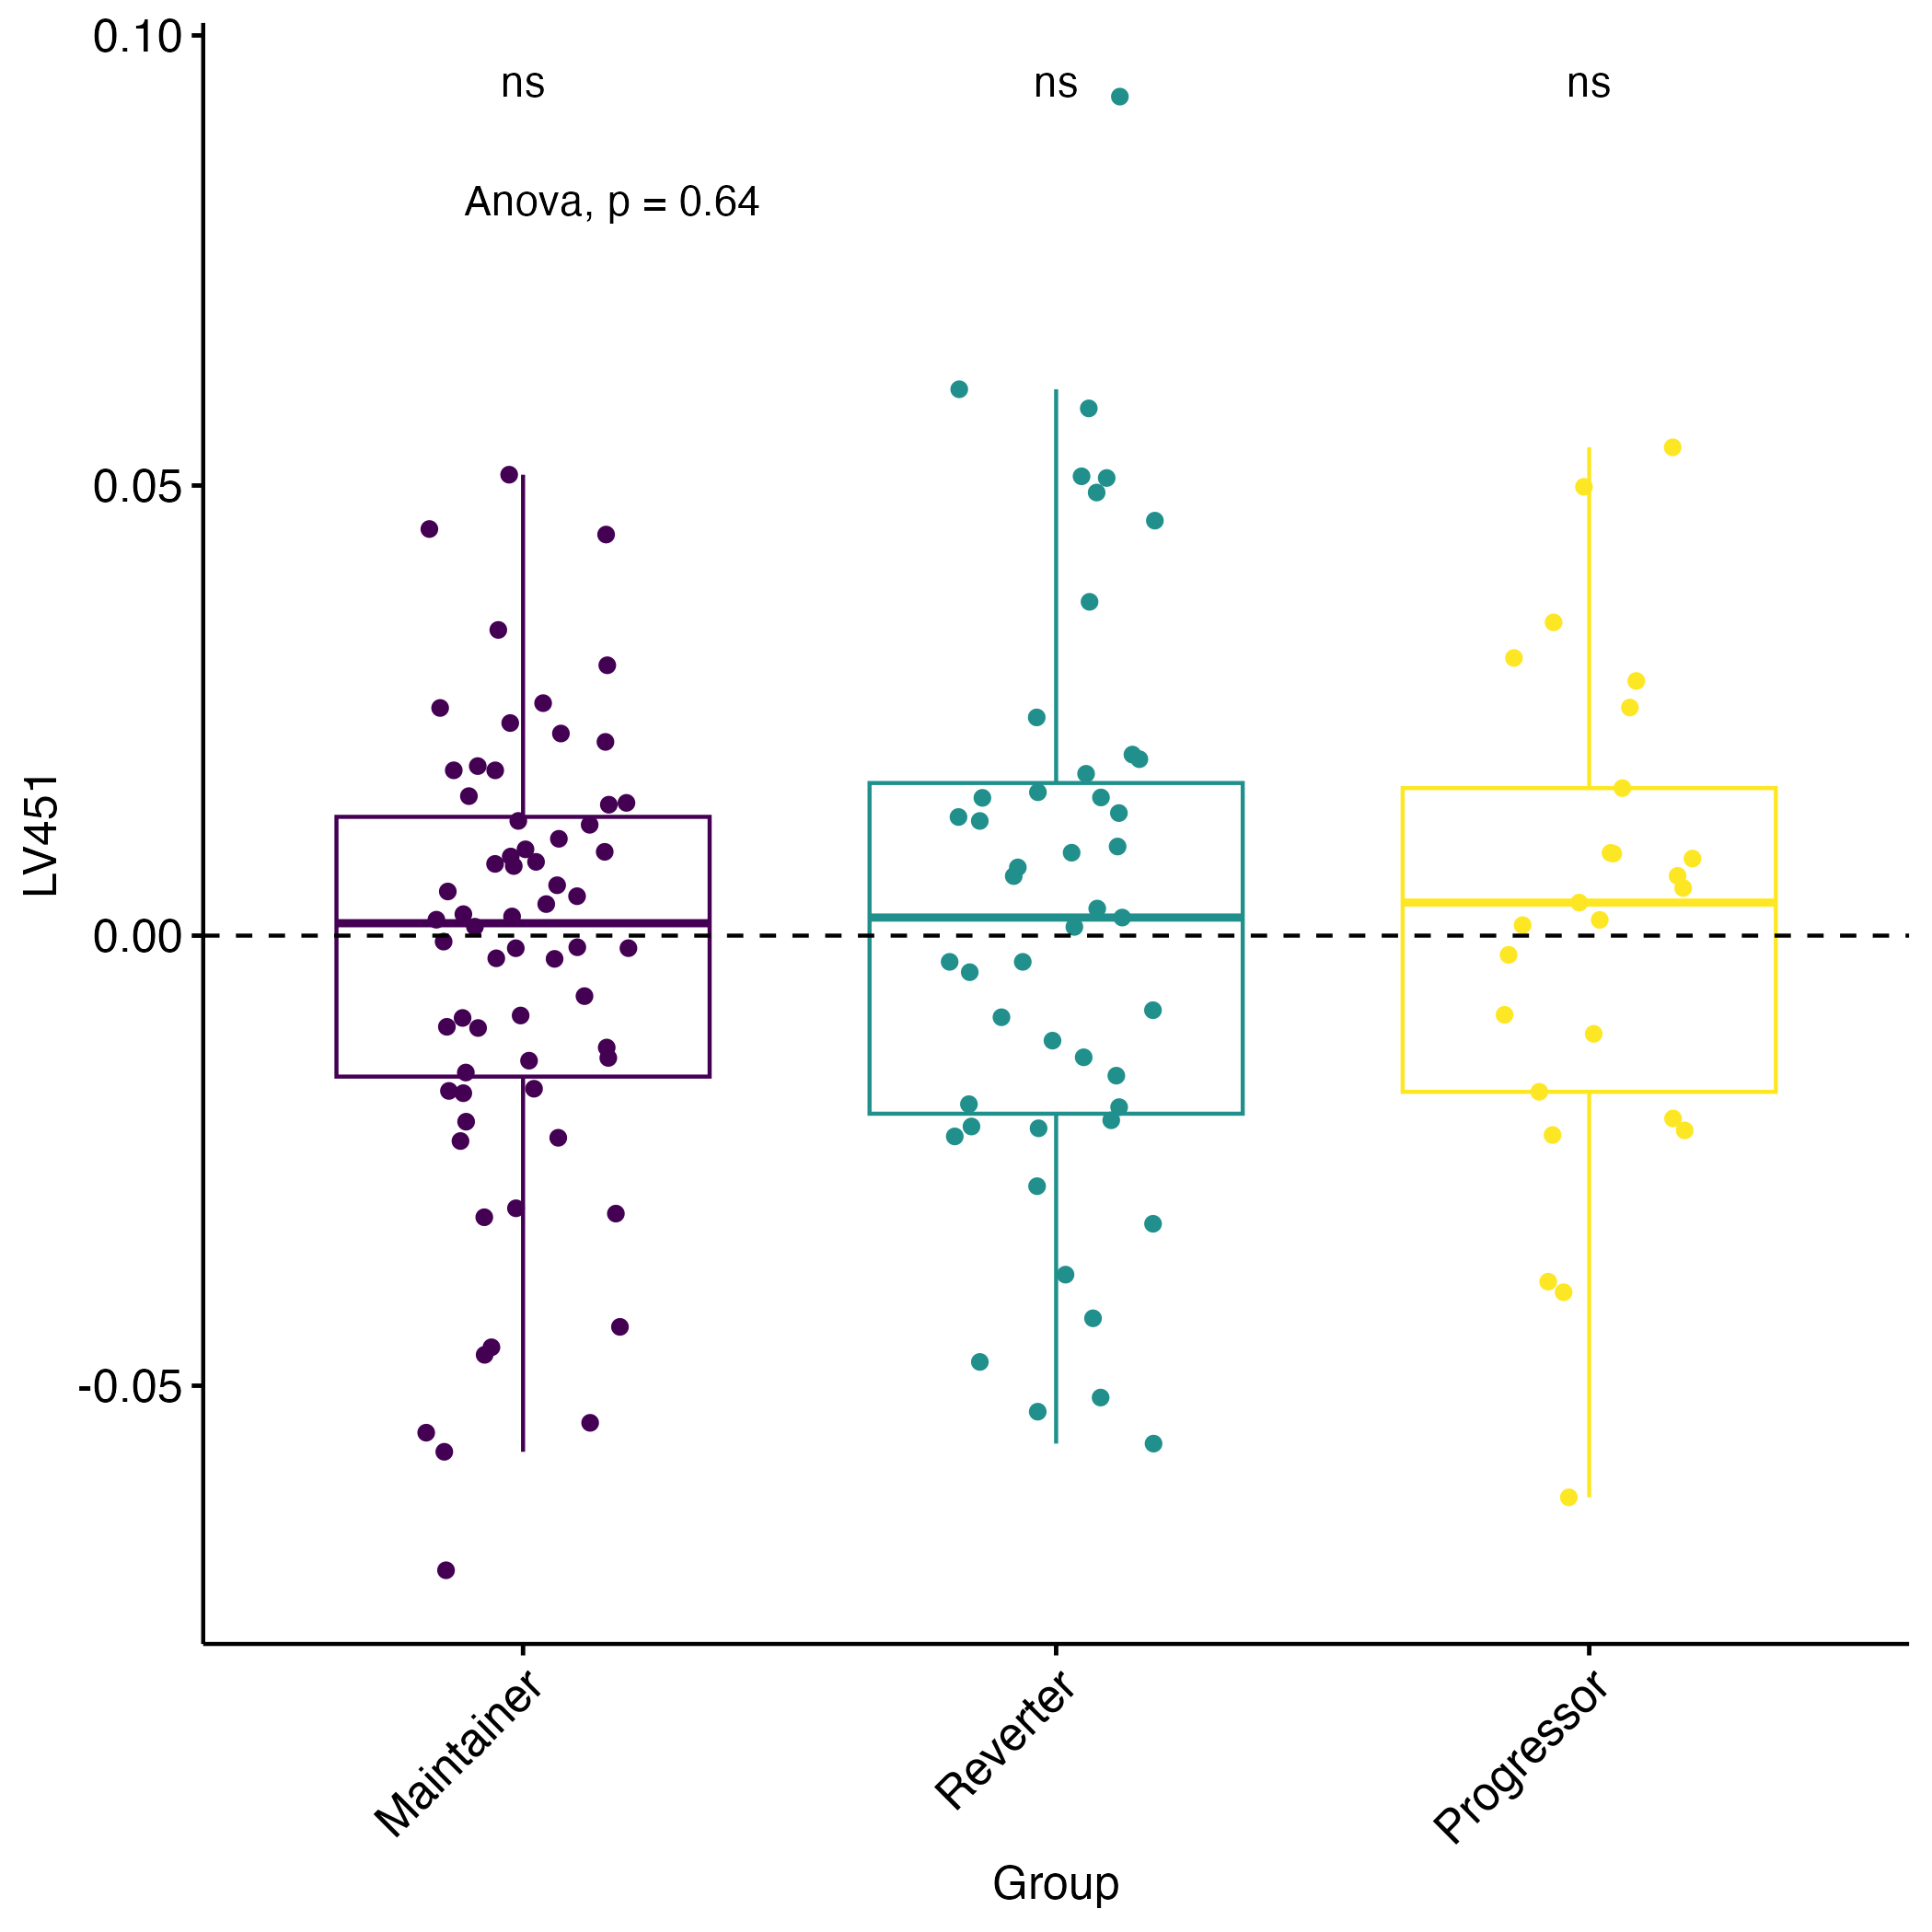 0.10
ns
ns
ns
Anova, p = 0.64
0.05
LV451
0.00
-0.05
Maintainer
Reverter
Progressor
Group